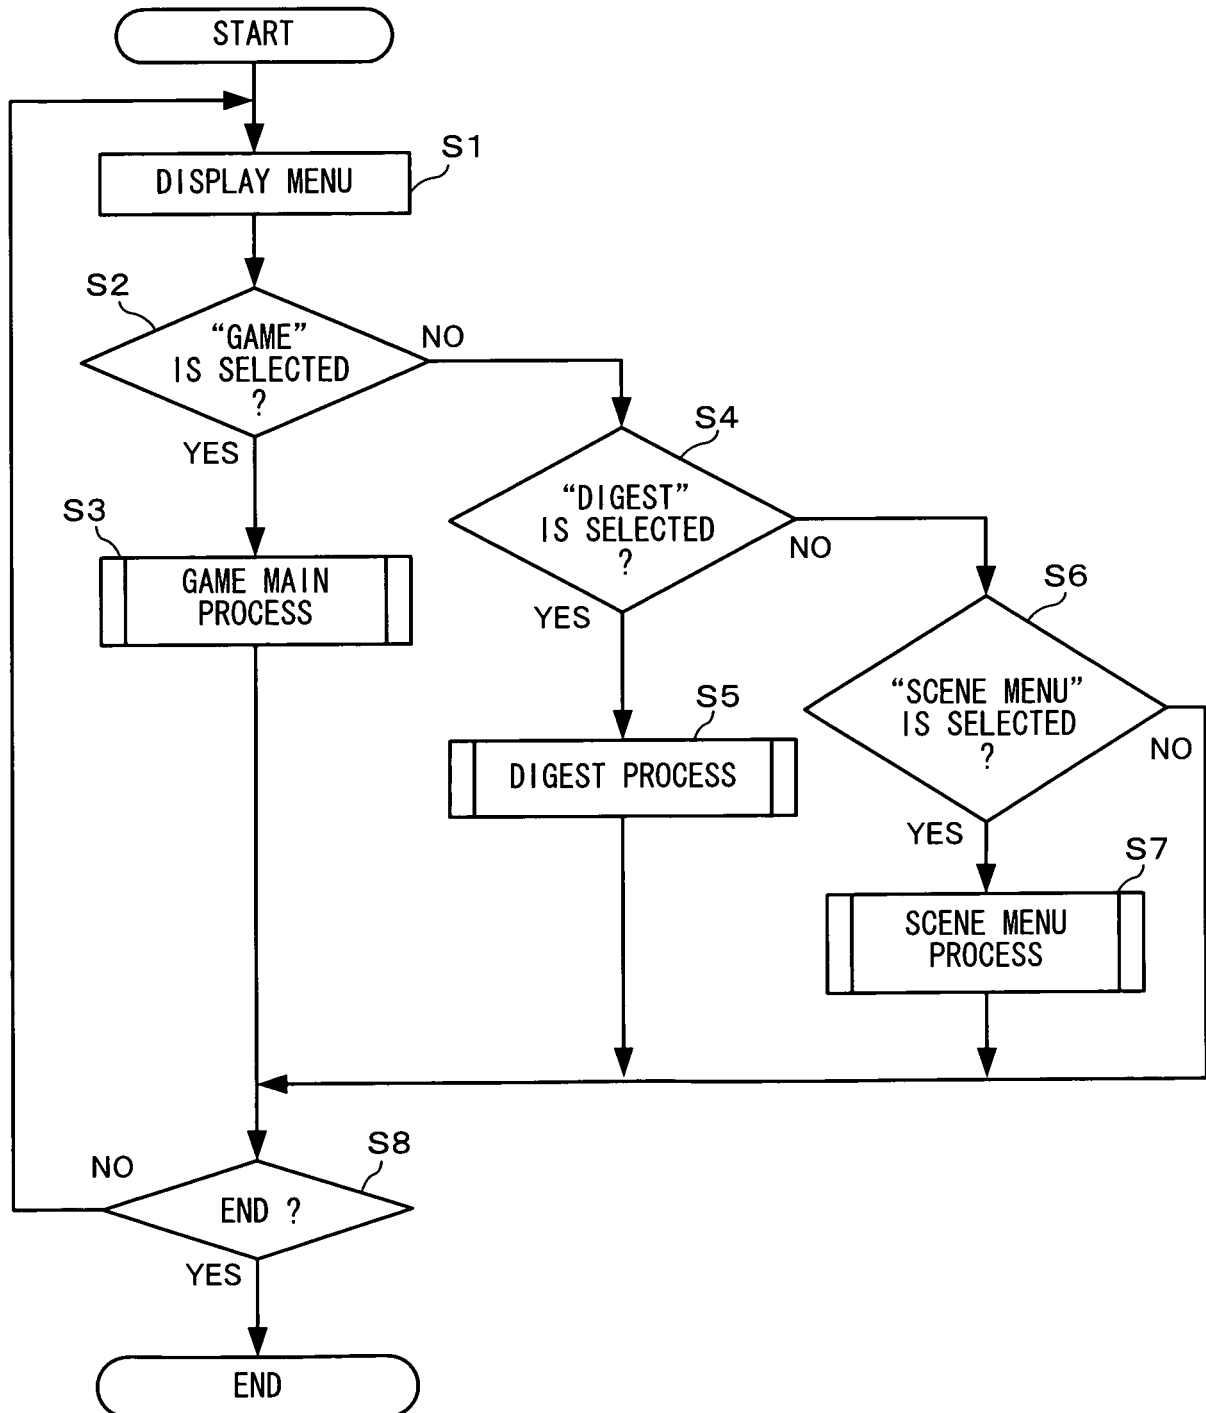 START
S1
DISPLAY MENU
S2
“GAME”
IS SELECTED
?
NO
YES
S4
“DIGEST”
IS SELECTED
?
NO
YES
S3
GAME MAIN
PROCESS
S6
“SCENE MENU”
IS SELECTED
?
NO
YES
S5
DIGEST PROCESS
S7
SCENE MENU
PROCESS
S8
END ?
NO
YES
END